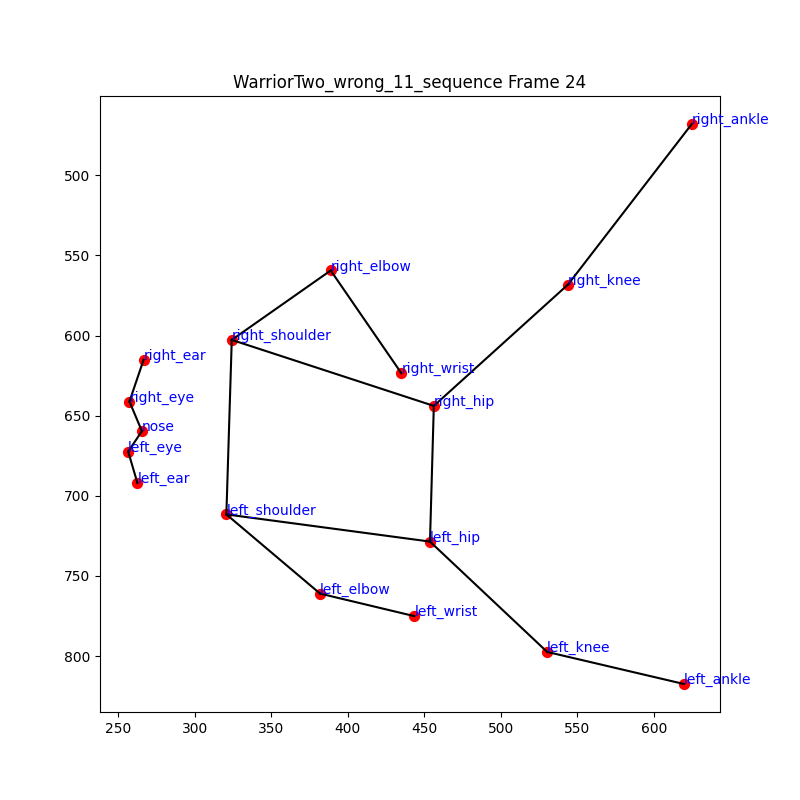 WarriorTwo_wrong_11_sequence Frame 24
right_ankle
500
550
right_elbow
right_knee
600
right_shoulder
right_ear
right_wrist
right_eye
right_hip
650
nose
left_eye
left_ear
700
left_shoulder
left_hip
750
left_elbow
left_wrist
left_knee
800
left_ankle
250 300 350 400 450 500 550 600